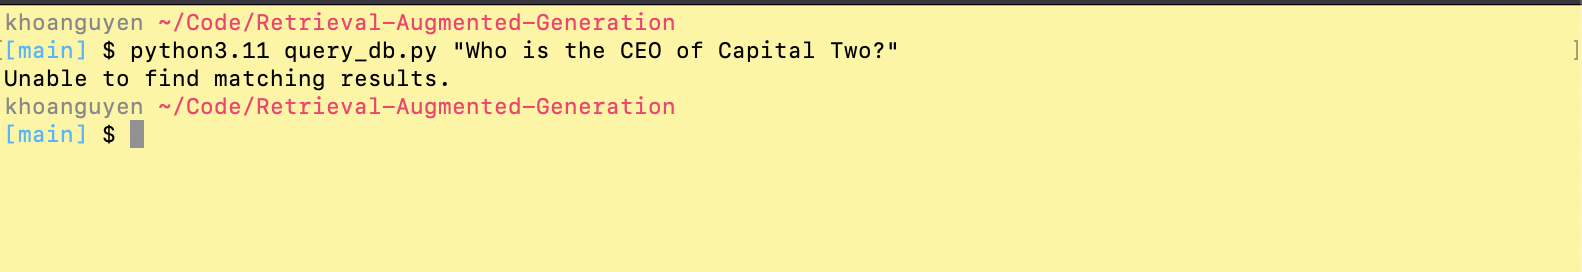 khoanguyen ~/Code/Retrieval-Augmented-Generation
[[main] $ python3.11 query_db.py "Who is the CEO of Capital Two?" ]
Unable to find matching results.
khoanguyen ~/Code/Retrieval-Augmented-Generation
[main] $